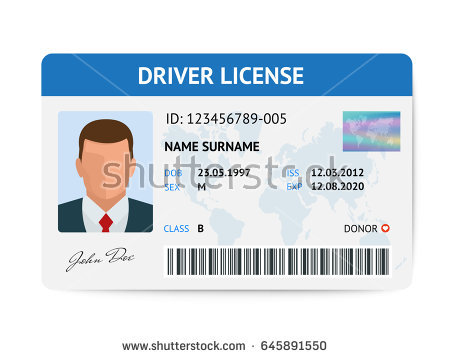 DRIVER LICENSE
ID: 123456789-005
NAME SURNAME
DOB 23.05.1997 ISS 12.03.2012
SEX M EXP 12.08.2020
shutterstock
CLASS B DONOR
John Doe
www.shutterstock.com · 645891550